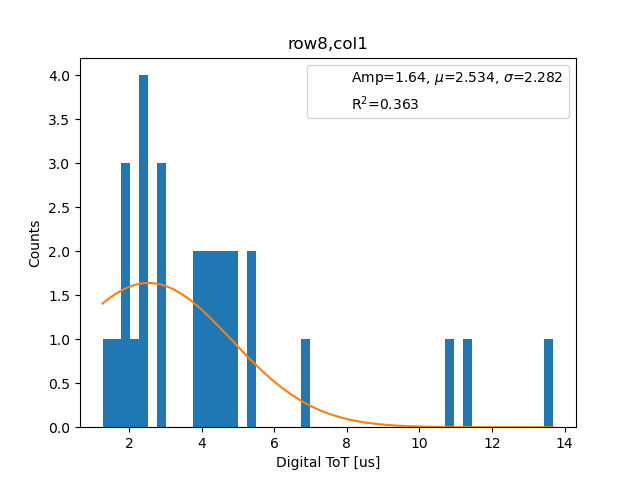 row8,col1
Amp=1.64, μ=2.534, σ=2.282
R²=0.363
4.0
3.5
3.0
2.5
2.0
1.5
1.0
0.5
0.0
Counts
2 4 6 8 10 12 14
Digital ToT [us]